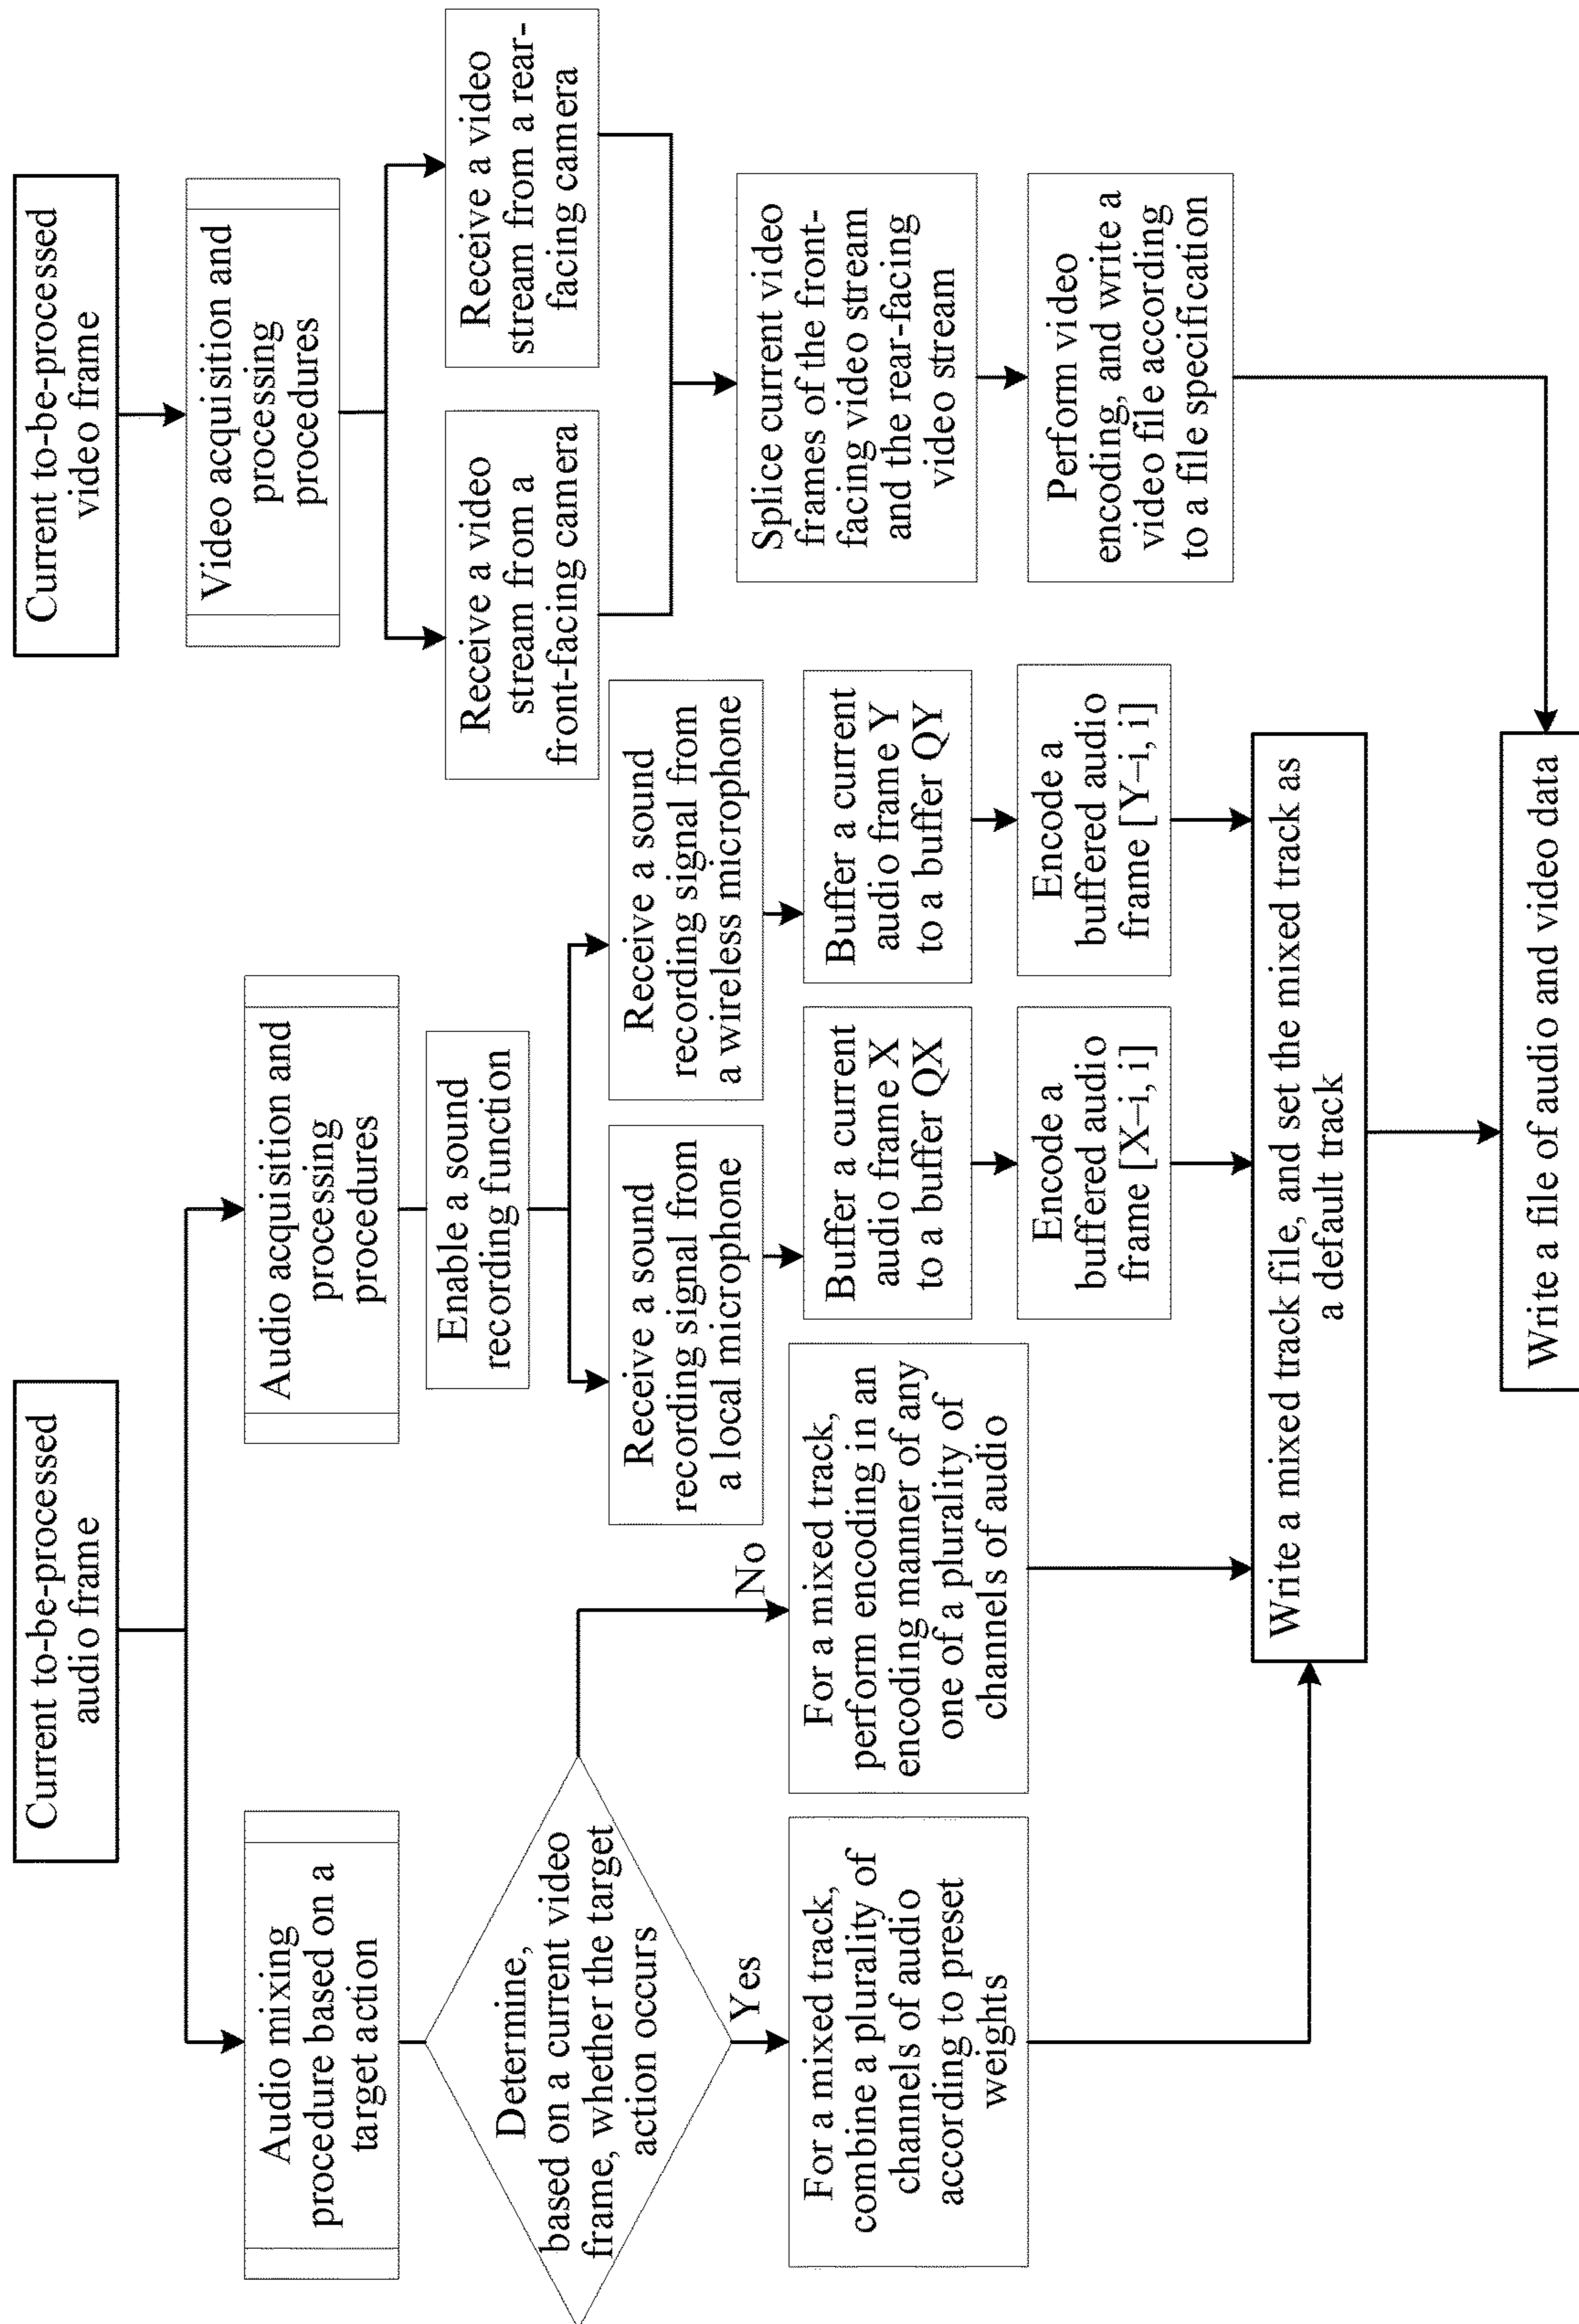 Current to-be-processed
audio frame
Audio mixing
procedure based on a
target action
Determine,
based on a current video
frame, whether the target
action occurs
Yes
No
For a mixed track,
combine a plurality of
channels of audio
according to preset
weights
For a mixed track,
perform encoding in an
encoding manner of any
one of a plurality of
channels of audio
Audio acquisition and
processing
procedures
Enable a sound
recording function
Receive a sound
recording signal from
a local microphone
Receive a sound
recording signal from
a wireless microphone
Buffer a current
audio frame X
to a buffer QX
Buffer a current
audio frame Y
to a buffer QY
Encode a
buffered audio
frame [X–i, i]
Encode a
buffered audio
frame [Y–i, i]
Write a mixed track file, and set the mixed track as
a default track
Current to-be-processed
video frame
Video acquisition and
processing
procedures
Receive a video
stream from a
front-facing camera
Receive a video
stream from a rear-
facing camera
Splice current video
frames of the front-
facing video stream
and the rear-facing
video stream
Perform video
encoding, and write a
video file according
to a file specification
Write a file of audio and video data